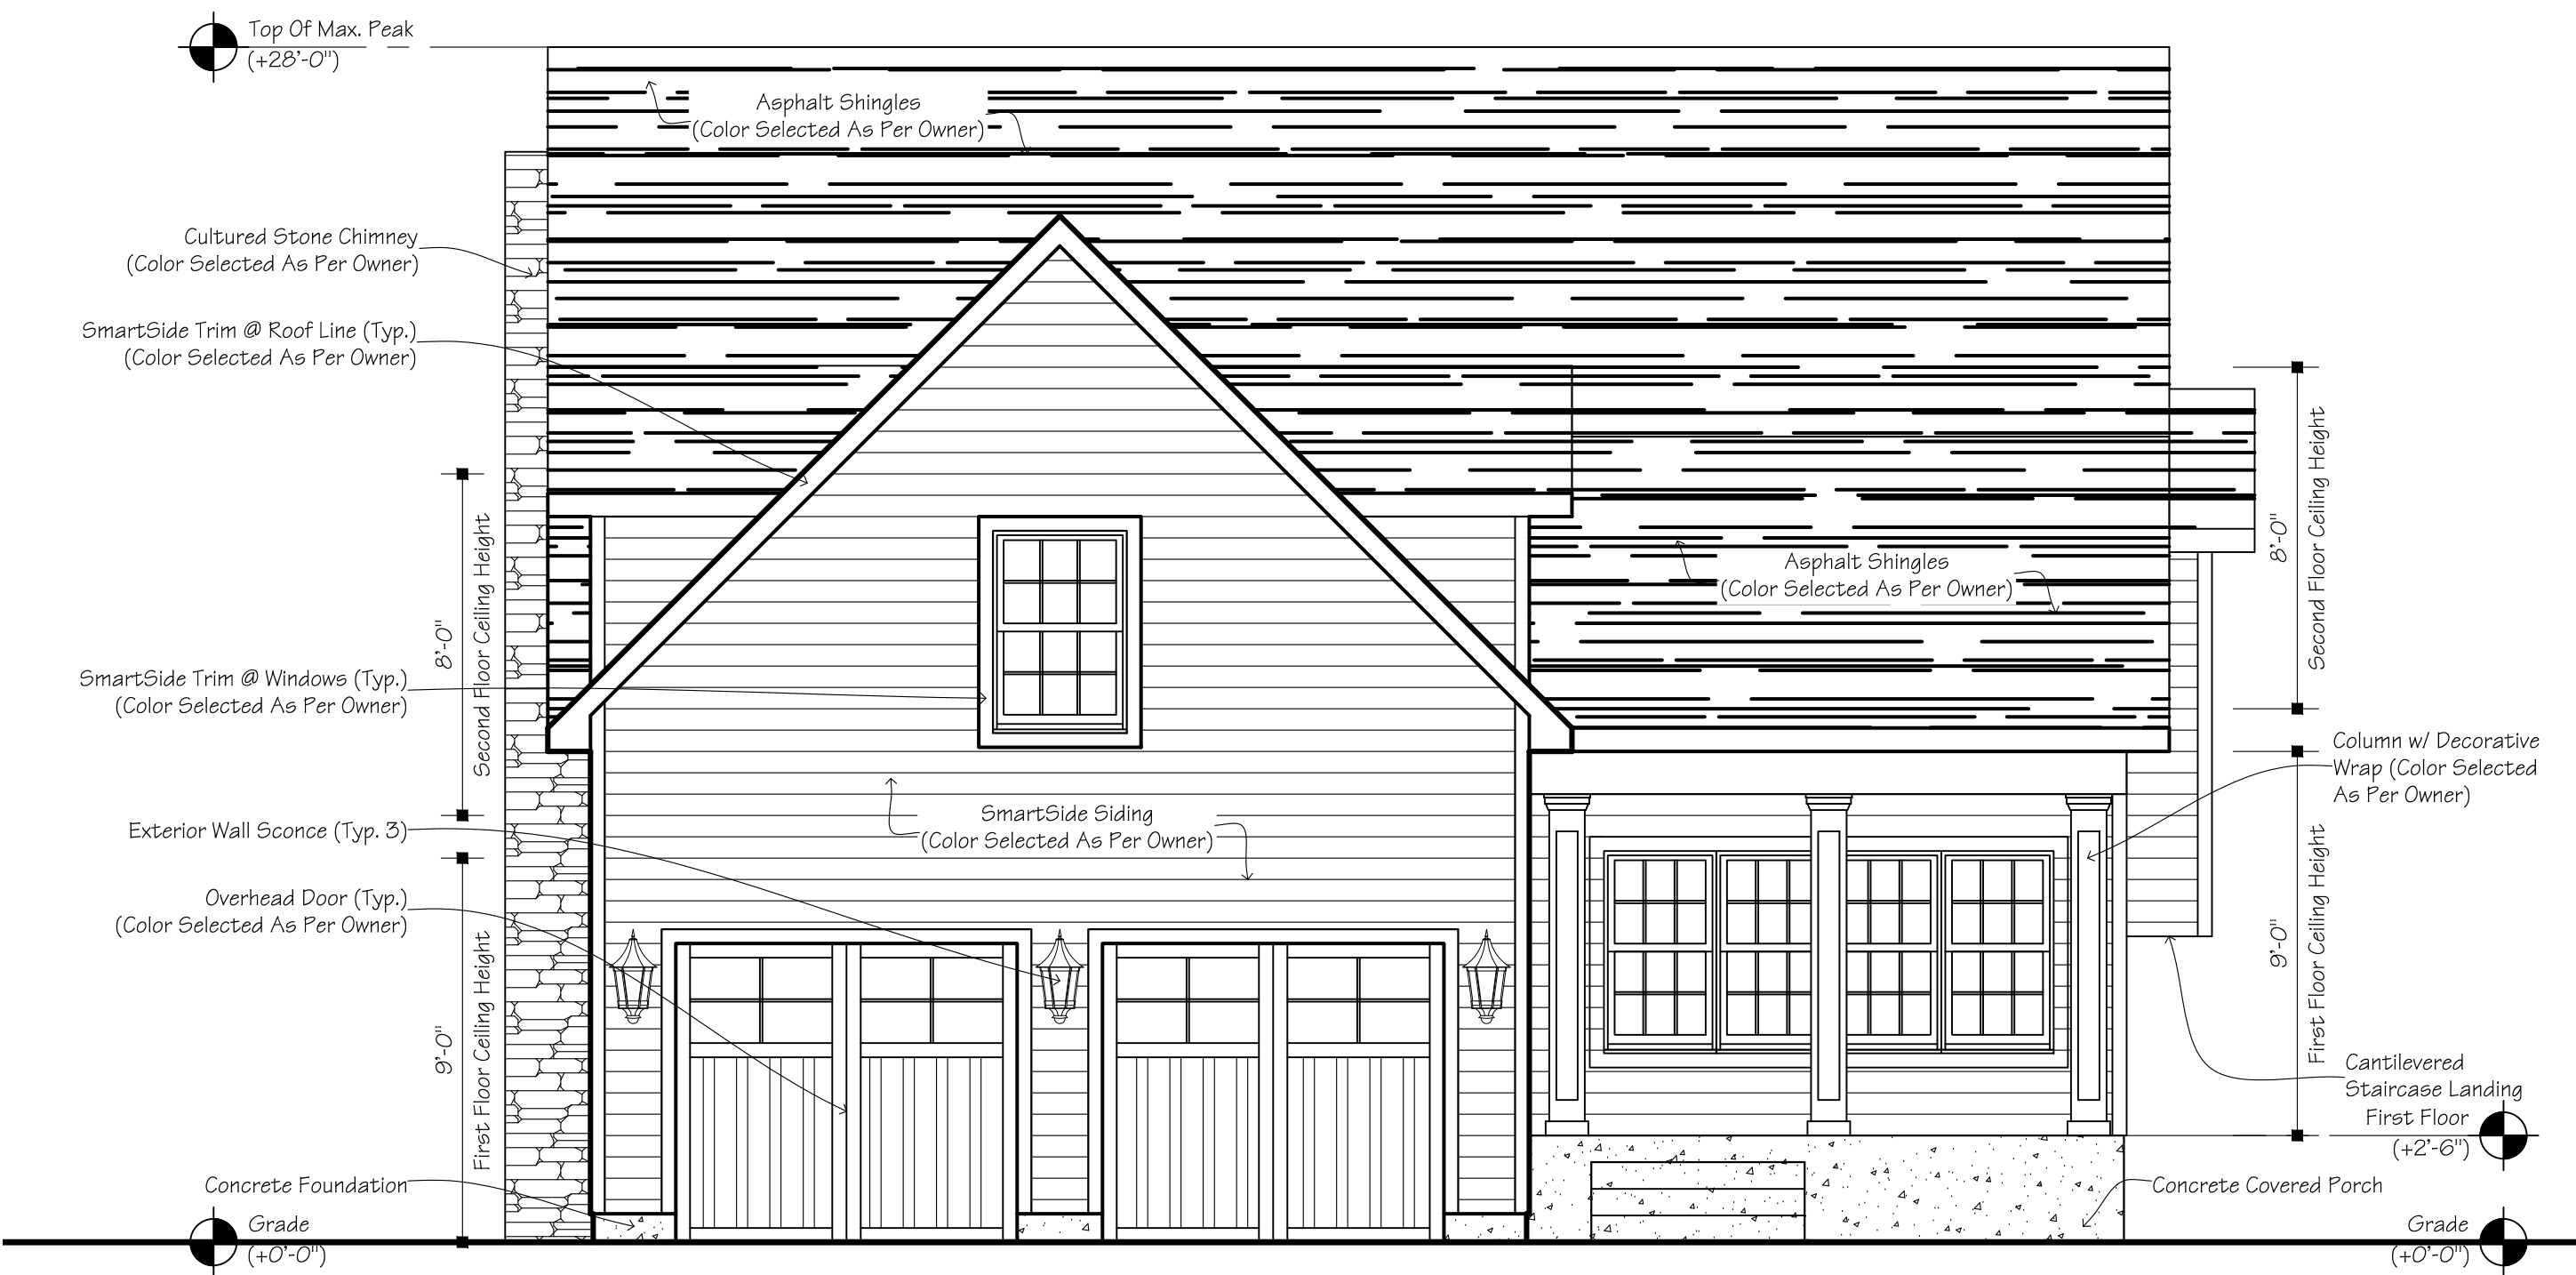 Top Of Max. Peak
(+28'-0")
Asphalt Shingles
(Color Selected As Per Owner)
Cultured Stone Chimney
(Color Selected As Per Owner)
SmartSide Trim @ Roof Line (Typ.)
(Color Selected As Per Owner)
8'-0"
Second Floor Ceiling Height
SmartSide Trim @ Windows (Typ.)
(Color Selected As Per Owner)
Exterior Wall Sconce (Typ. 3)
Overhead Door (Typ.)
(Color Selected As Per Owner)
9'-0"
First Floor Ceiling Height
Concrete Foundation
Grade
(+0'-0")
SmartSide Siding
(Color Selected As Per Owner)
Asphalt Shingles
(Color Selected As Per Owner)
8'-0"
Second Floor Ceiling Height
Column w/ Decorative
Wrap (Color Selected
As Per Owner)
9'-0"
First Floor Ceiling Height
Cantilevered
Staircase Landing
First Floor
(+2'-6")
Concrete Covered Porch
Grade
(+0'-0")